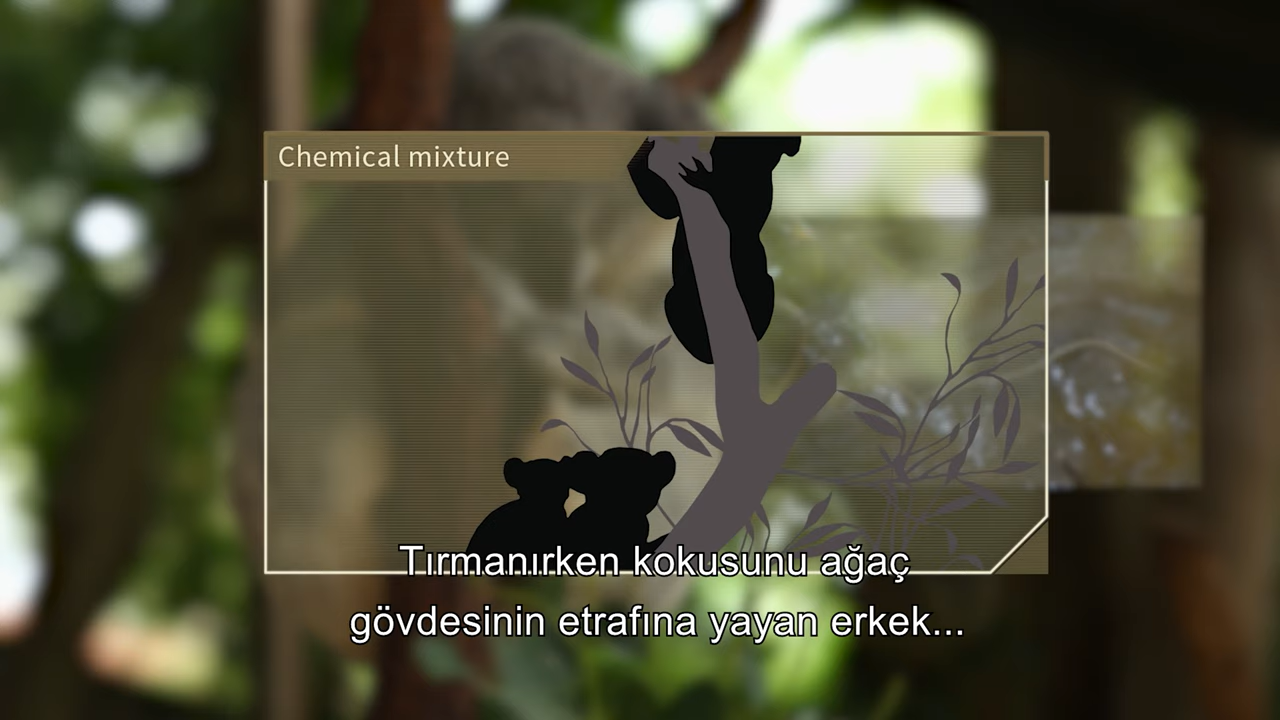 Chemical mixture
Tırmanırken kokusunu ağaç
gövdesinin etrafına yayan erkek...